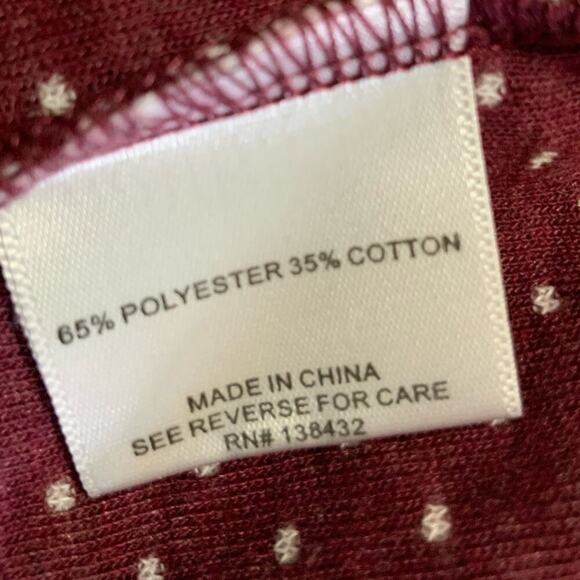 65% POLYESTER 35% COTTON
MADE IN CHINA
SEE REVERSE FOR CARE
RN# 138432